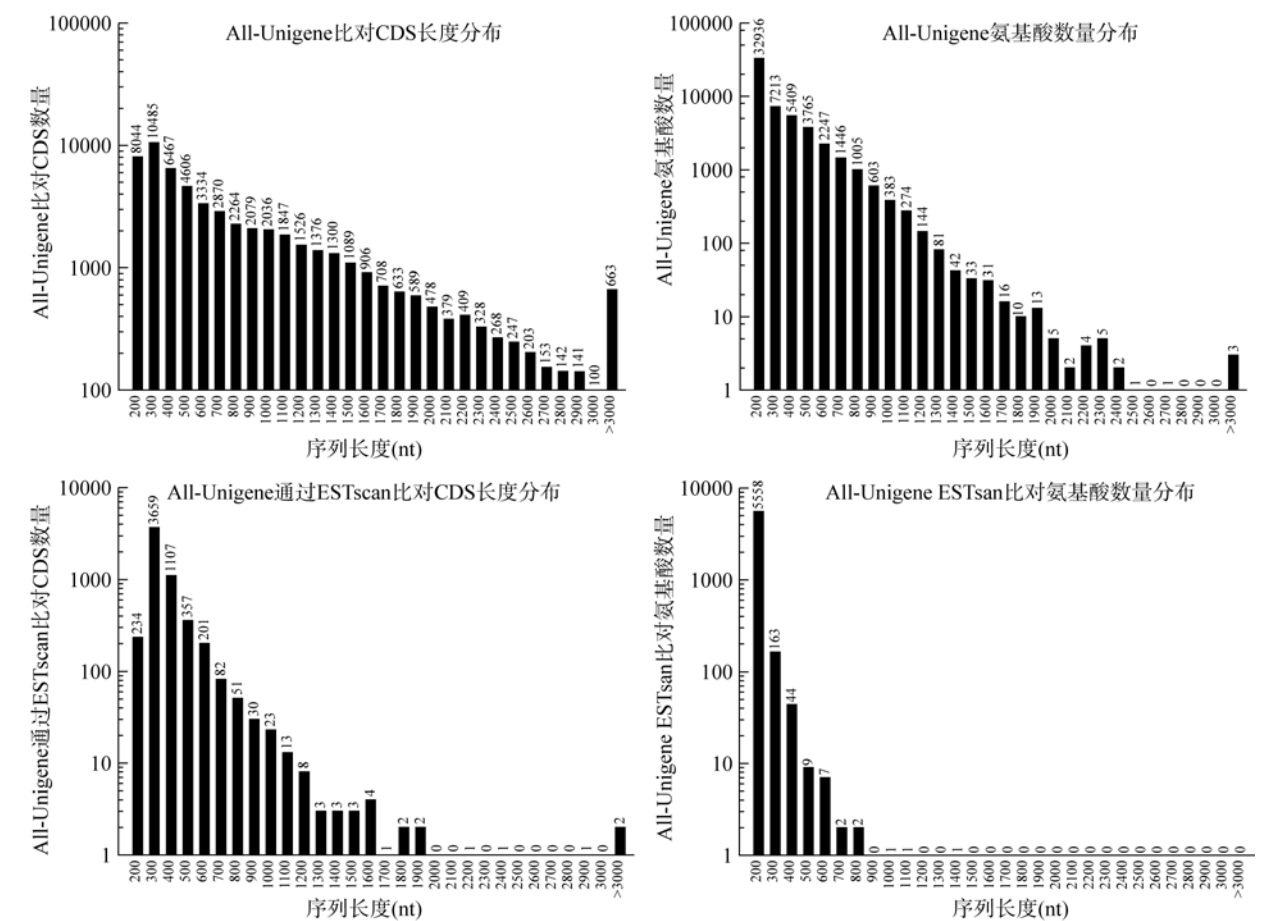 All-Unigene比对CDS长度分布
All-Unigene比对CDS数量
100000
10000
1000
100
8044 10485 6467 4606 3334 2870 2264 2079 2036 1847 1526 1376 1300 1089 906 708 633 589 478 379 409 328 268 247 203 153 142 141 100 663
200 300 400 500 600 700 800 900 1000 1100 1200 1300 1400 1500 1600 1700 1800 1900 2000 2100 2200 2300 2400 2500 2600 2700 2800 2900 3000 >3000
序列长度(nt)
All-Unigene氨基酸数量分布
All-Unigene氨基酸数量
100000
10000
1000
100
10
1
32936 7213 5409 3765 2247 1446 1005 603 383 274 144 81 42 33 31 16 10 13 5 2 4 5 2 1 0 1 0 0 0 3
200 300 400 500 600 700 800 900 1000 1100 1200 1300 1400 1500 1600 1700 1800 1900 2000 2100 2200 2300 2400 2500 2600 2700 2800 2900 3000 >3000
序列长度(nt)
All-Unigene通过ESTscan比对CDS长度分布
All-Unigene通过ESTscan比对CDS数量
10000
1000
100
10
1
234 3659 1107 357 201 82 51 30 23 13 8 3 3 3 4 1 2 2 0 0 1 0 1 0 0 0 0 1 0 2
200 300 400 500 600 700 800 900 1000 1100 1200 1300 1400 1500 1600 1700 1800 1900 2000 2100 2200 2300 2400 2500 2600 2700 2800 2900 3000 >3000
序列长度(nt)
All-Unigene ESTsan比对氨基酸数量分布
All-Unigene ESTsan比对氨基酸数量
10000
1000
100
10
1
5558 163 44 9 7 2 2 0 1 1 0 0 1 0 0 0 0 0 0 0 0 0 0 0 0 0 0 0 0 0
200 300 400 500 600 700 800 900 1000 1100 1200 1300 1400 1500 1600 1700 1800 1900 2000 2100 2200 2300 2400 2500 2600 2700 2800 2900 3000 >3000
序列长度(nt)